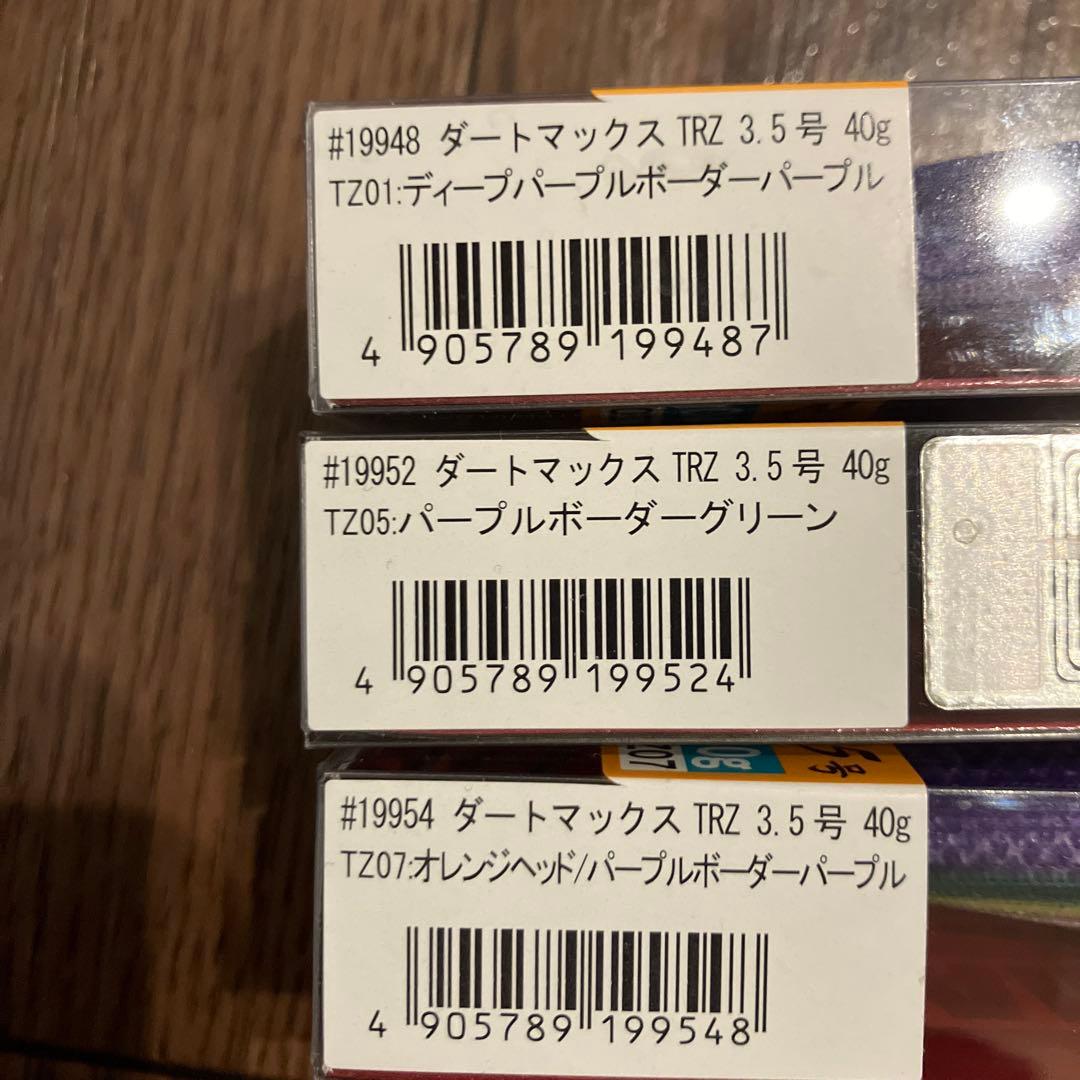 #19948 ダートマックス TRZ 3.5号 40g
TZ01:ディープパープルボーダーパープル
4 905789 199487
#19952 ダートマックス TRZ 3.5号 40g
TZ05:パープルボーダーグリーン
4 905789 199524
5号
0g
207
#19954 ダートマックス TRZ 3.5号 40g
TZ07:オレンジヘッド/パープルボーダーパープル
4 905789 199548